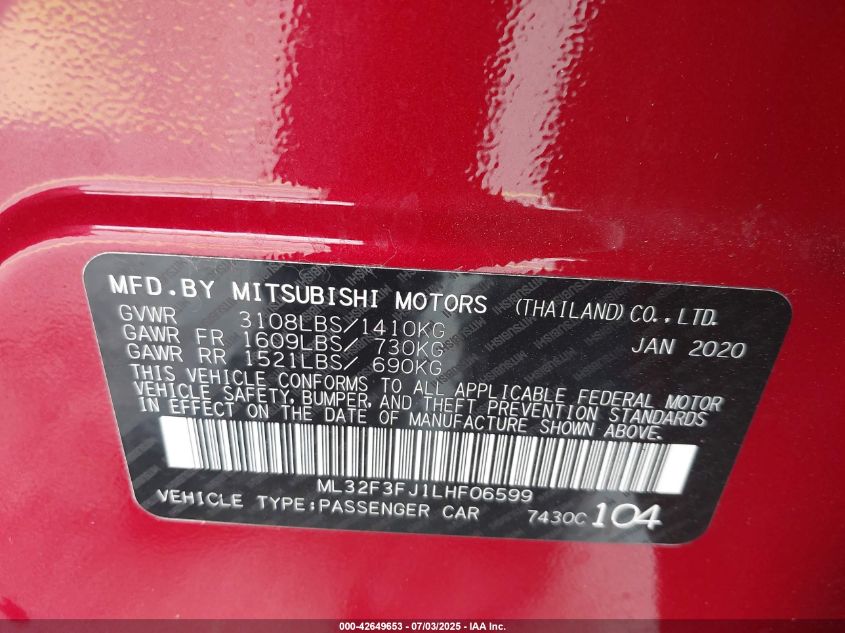 MFD.BY MITSUBISHI MOTORS (THAILAND) CO.,LTD.
GVWR 3108LBS/1410KG JAN 2020
GAWR FR 1609LBS/ 730KG
GAWR RR 1521LBS/ 690KG
THIS VEHICLE CONFORMS TO ALL APPLICABLE FEDERAL MOTOR
VEHICLE SAFETY, BUMPER, AND THEFT PREVENTION STANDARDS
IN EFFECT ON THE DATE OF MANUFACTURE SHOWN ABOVE.
ML32F3FJ1LHF06599
VEHICLE TYPE:PASSENGER CAR 7430C 104
000-42649653 - 07/03/2025 - IAA Inc.